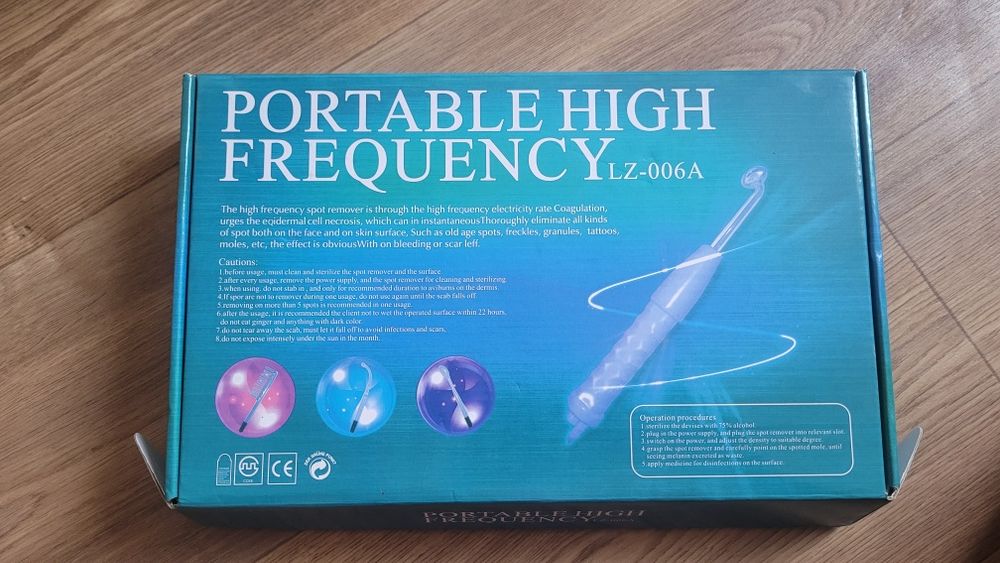 PORTABLE HIGH
FREQUENCY LZ-006A
The high frequency spot remover is through the high frequency electricity rate Coagulation,
urges the eqidermal cell necrosis, which can in instantaneousThoroughly eliminate all kinds
of spot both on the face and on skin surface, Such as old age spots, freckles, granules, tattoos,
moles, etc, the effect is obviousWith on bleeding or scar leff.
Cautions:
1.before usage, must clean and sterilize the spot remover and the surface
2.after every usage, remove the power supply, and the spot remover for cleaning and sterilizing.
3.when using, do not stab in , and only for recommended duration to aviburns on the dermis.
4.If spor are not to remover during one usage, do not use again until the scab falls off.
5.removing on more than 5 spots is recommended in one usage.
6.after the usage, it is recommended the client not to wet the operated surface within 22 hours,
do not eat ginger and anything with dark color.
7.do not tear away the scab, must let it fall off to avoid infections and scars,
8.do not expose intensely under the sun in the month.
Operation procedures
1.sterilize the devises with 75% alcohol.
2.plug in the power supply, and plug the spot remover into relevant slot.
3.switch on the power, and adjust the density to suitable degree.
4.grasp the spot remover and carefully point on the spotted mole, until
seeing melanin excreted as waste.
5.apply medicine for disinfections on the surface.
CE
DER GRÜNE PUNKT
PORTABLE HIGH
FREQUENCY LZ-006A